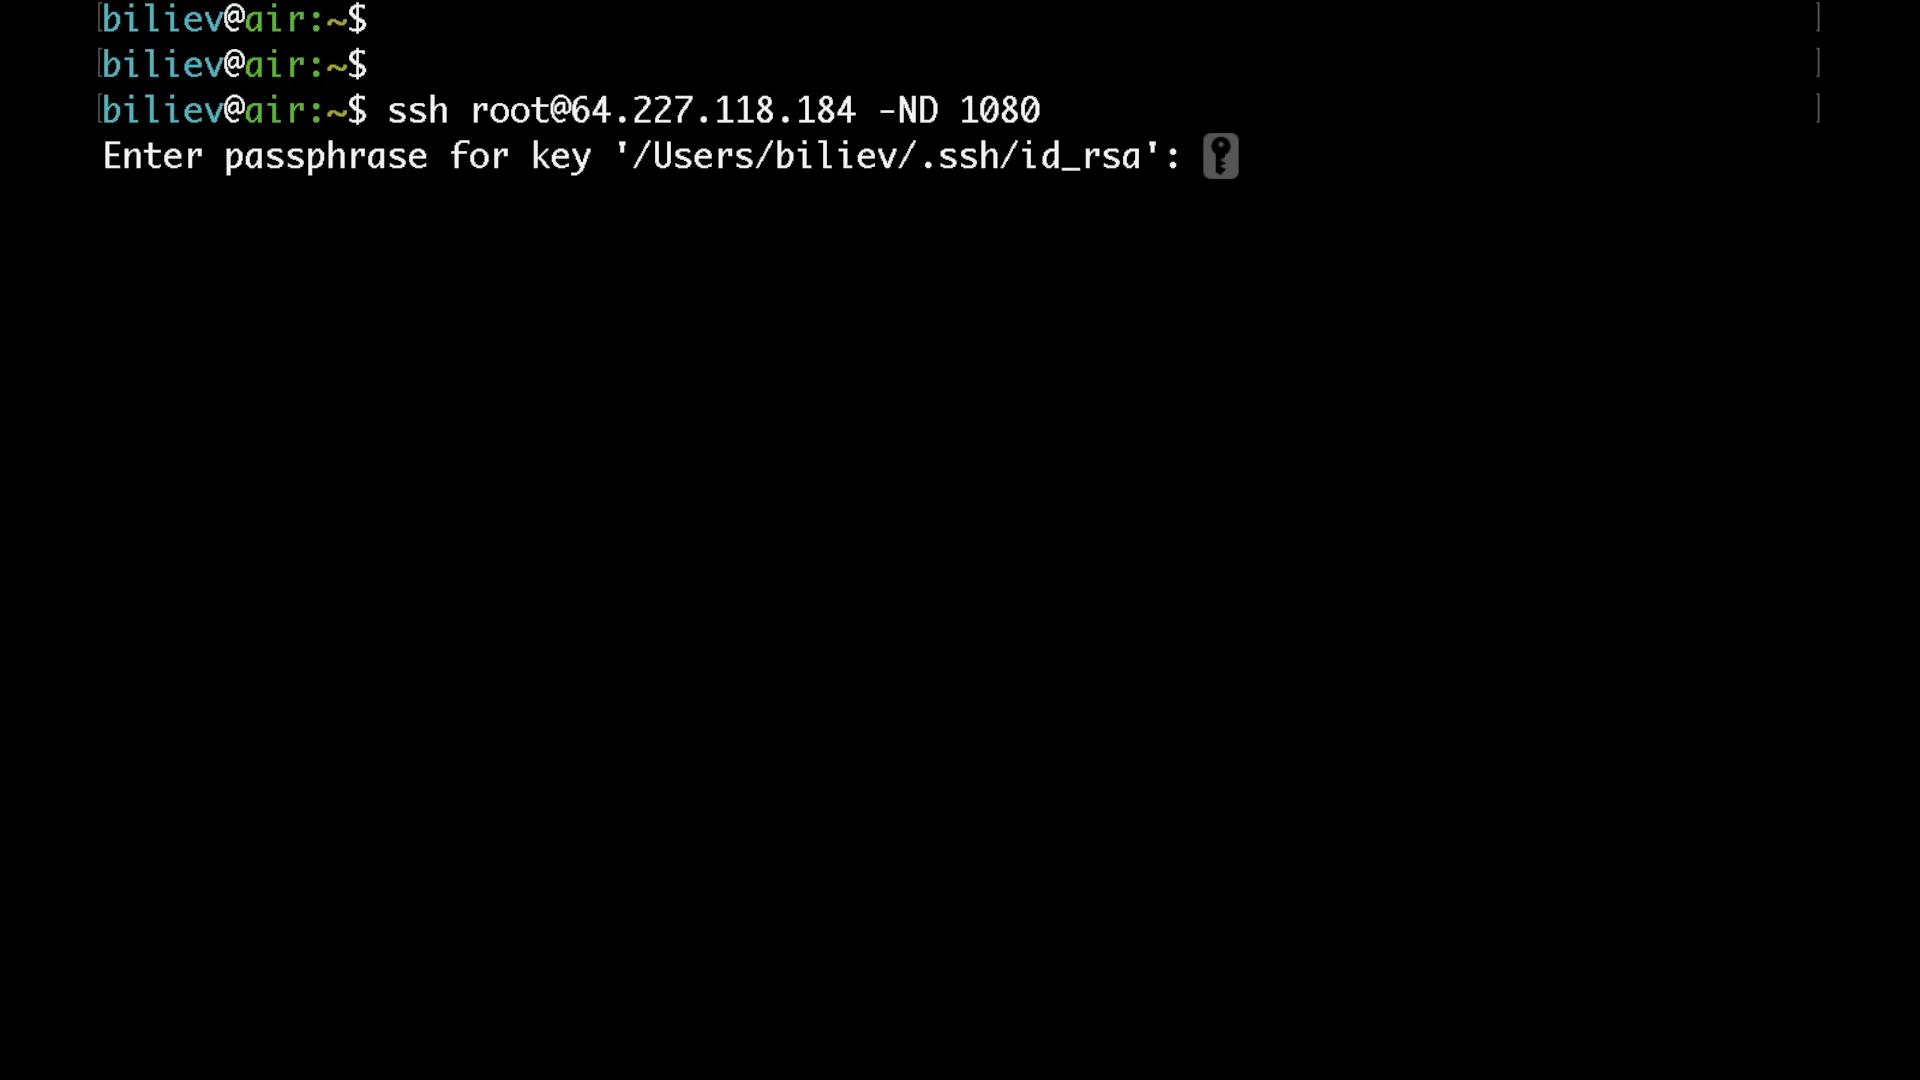 biliev@air:~$
biliev@air:~$
biliev@air:~$ ssh root@64.227.118.184 -ND 1080
Enter passphrase for key '/Users/biliev/.ssh/id_rsa':